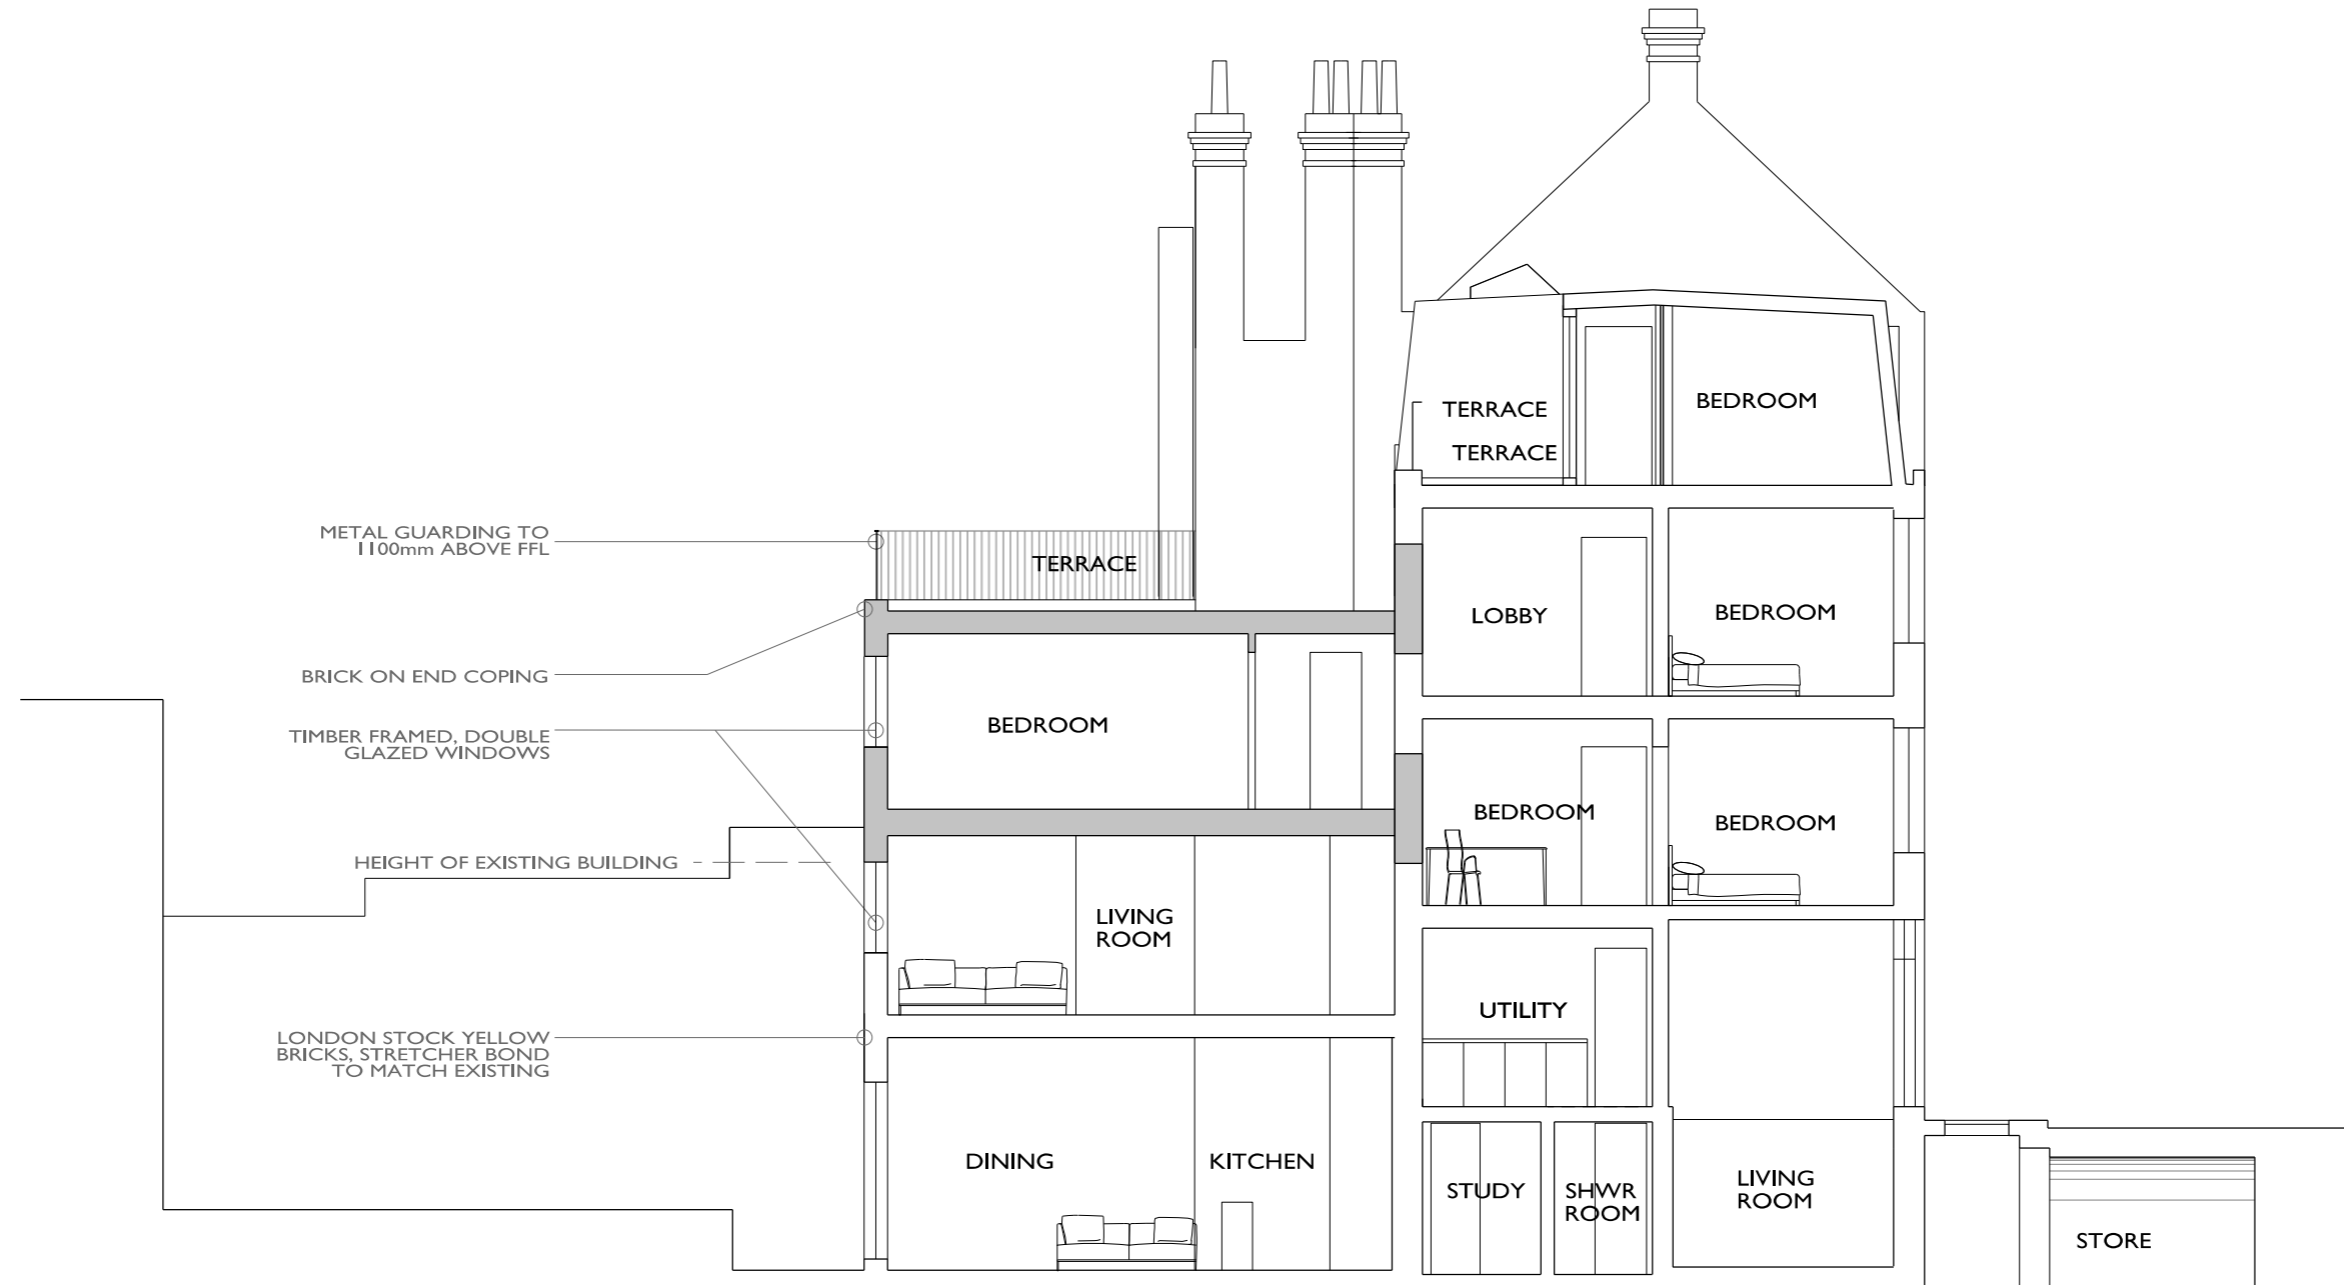 TERRACE
TERRACE
BEDROOM
METAL GUARDING TO
1100mm ABOVE FFL
TERRACE
BRICK ON END COPING
LOBBY
BEDROOM
TIMBER FRAMED, DOUBLE
GLAZED WINDOWS
BEDROOM
BEDROOM
BEDROOM
HEIGHT OF EXISTING BUILDING
LIVING
ROOM
UTILITY
LONDON STOCK YELLOW
BRICKS, STRETCHER BOND
TO MATCH EXISTING
DINING
KITCHEN
STUDY
SHWR
ROOM
LIVING
ROOM
STORE